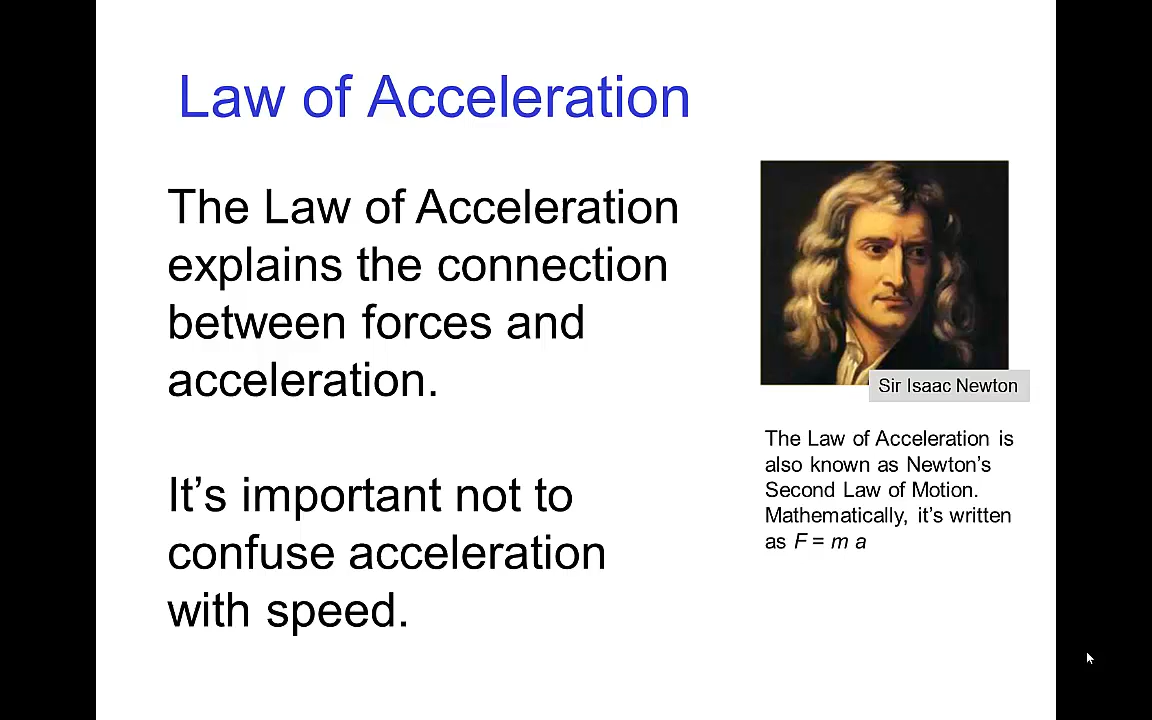 Law of Acceleration
The Law of Acceleration
explains the connection
between forces and
acceleration.
It’s important not to
confuse acceleration
with speed.
Sir Isaac Newton
The Law of Acceleration is
also known as Newton’s
Second Law of Motion.
Mathematically, it’s written
as F = m a